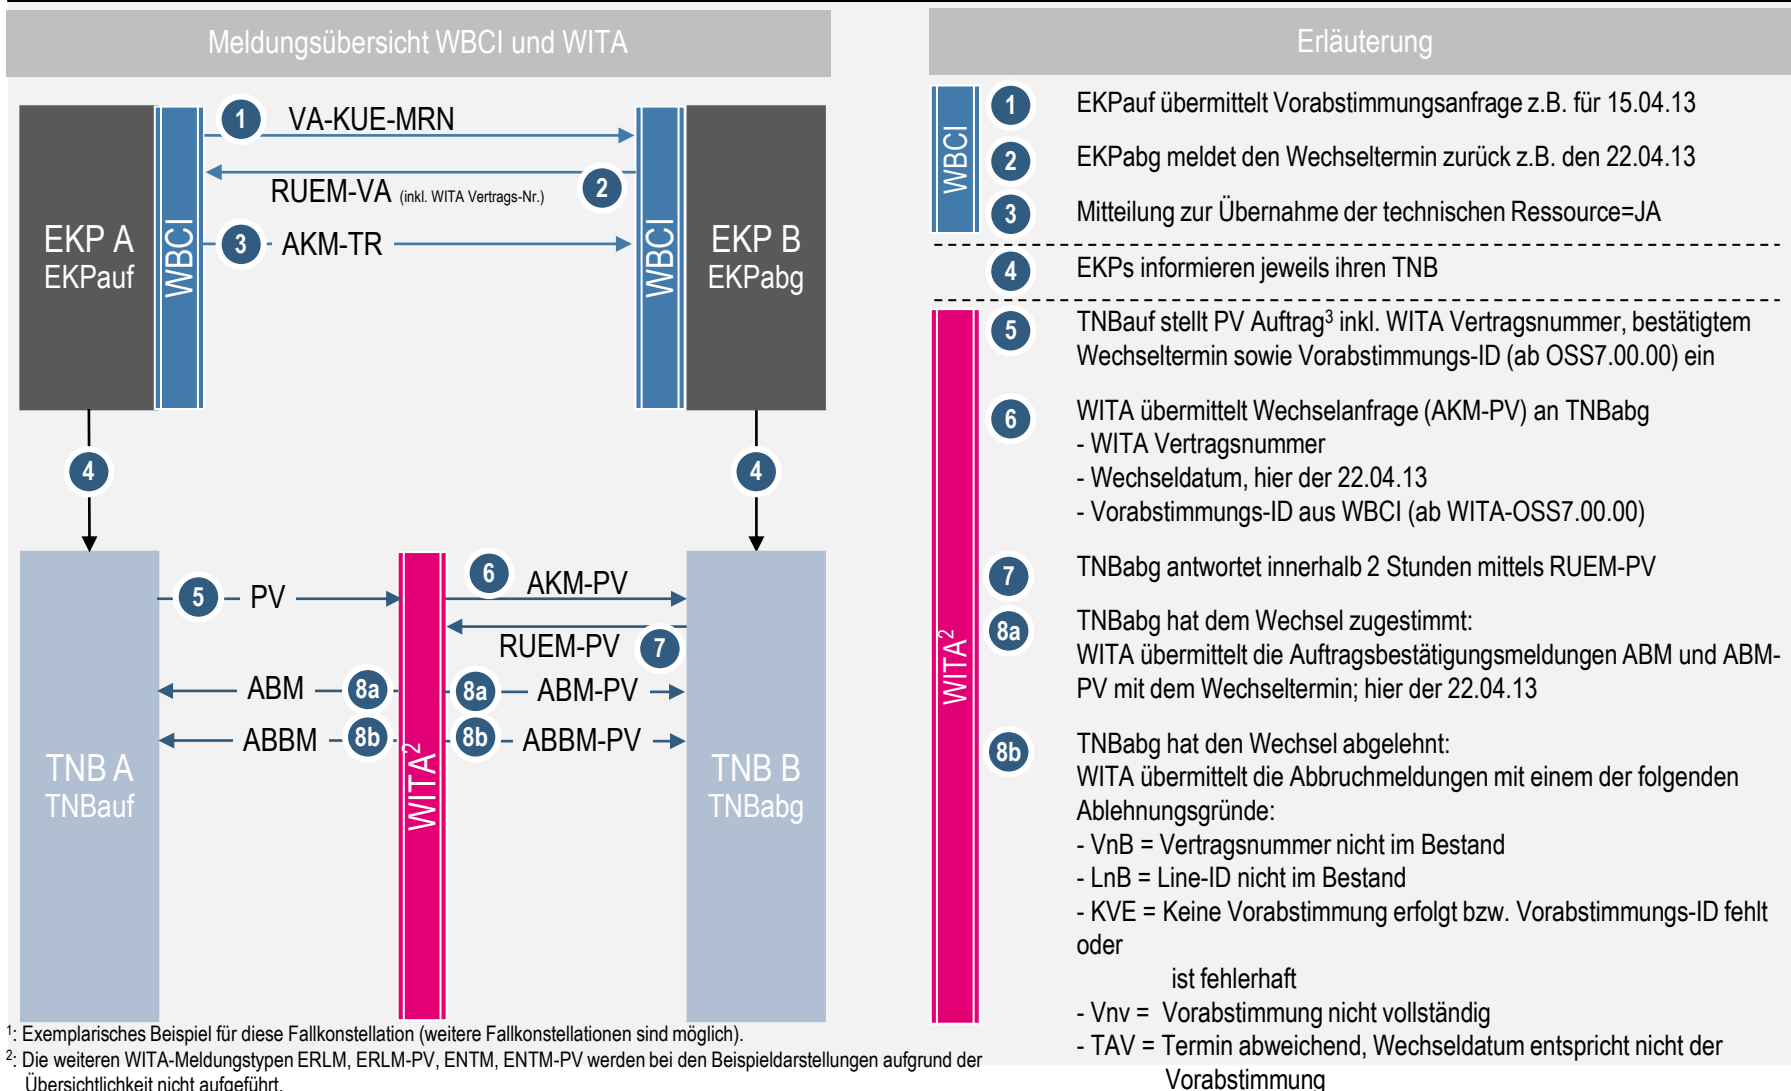 Meldungsübersicht WBCI und WITA
1 VA-KUE-MRN
RUEM-VA (inkl. WITA Vertrags-Nr.) 2
3 AKM-TR
EKP A
EKPauf
WBCI
WBCI
EKP B
EKPabg
4
4
5 PV
6 AKM-PV
RUEM-PV 7
ABM 8a
8a ABM-PV
ABBM 8b
8b ABBM-PV
TNB A
TNBauf
WITA2
TNB B
TNBabg
1: Exemplarisches Beispiel für diese Fallkonstellation (weitere Fallkonstellationen sind möglich).
2: Die weiteren WITA-Meldungstypen ERLM, ERLM-PV, ENTM, ENTM-PV werden bei den Beispieldarstellungen aufgrund der
Übersichtlichkeit nicht aufgeführt.
Erläuterung
WBCI
1 EKPauf übermittelt Vorabstimmungsanfrage z.B. für 15.04.13
2 EKPabg meldet den Wechseltermin zurück z.B. den 22.04.13
3 Mitteilung zur Übernahme der technischen Ressource=JA
4 EKPs informieren jeweils ihren TNB
WITA2
5 TNBauf stellt PV Auftrag3 inkl. WITA Vertragsnummer, bestätigtem
Wechseltermin sowie Vorabstimmungs-ID (ab OSS7.00.00) ein
6 WITA übermittelt Wechselanfrage (AKM-PV) an TNBabg
- WITA Vertragsnummer
- Wechseldatum, hier der 22.04.13
- Vorabstimmungs-ID aus WBCI (ab WITA-OSS7.00.00)
7 TNBabg antwortet innerhalb 2 Stunden mittels RUEM-PV
8a TNBabg hat dem Wechsel zugestimmt:
WITA übermittelt die Auftragsbestätigungsmeldungen ABM und ABM-
PV mit dem Wechseltermin; hier der 22.04.13
8b TNBabg hat den Wechsel abgelehnt:
WITA übermittelt die Abbruchmeldungen mit einem der folgenden
Ablehnungsgründe:
- VnB = Vertragsnummer nicht im Bestand
- LnB = Line-ID nicht im Bestand
- KVE = Keine Vorabstimmung erfolgt bzw. Vorabstimmungs-ID fehlt
oder
ist fehlerhaft
- Vnv = Vorabstimmung nicht vollständig
- TAV = Termin abweichend, Wechseldatum entspricht nicht der
Vorabstimmung